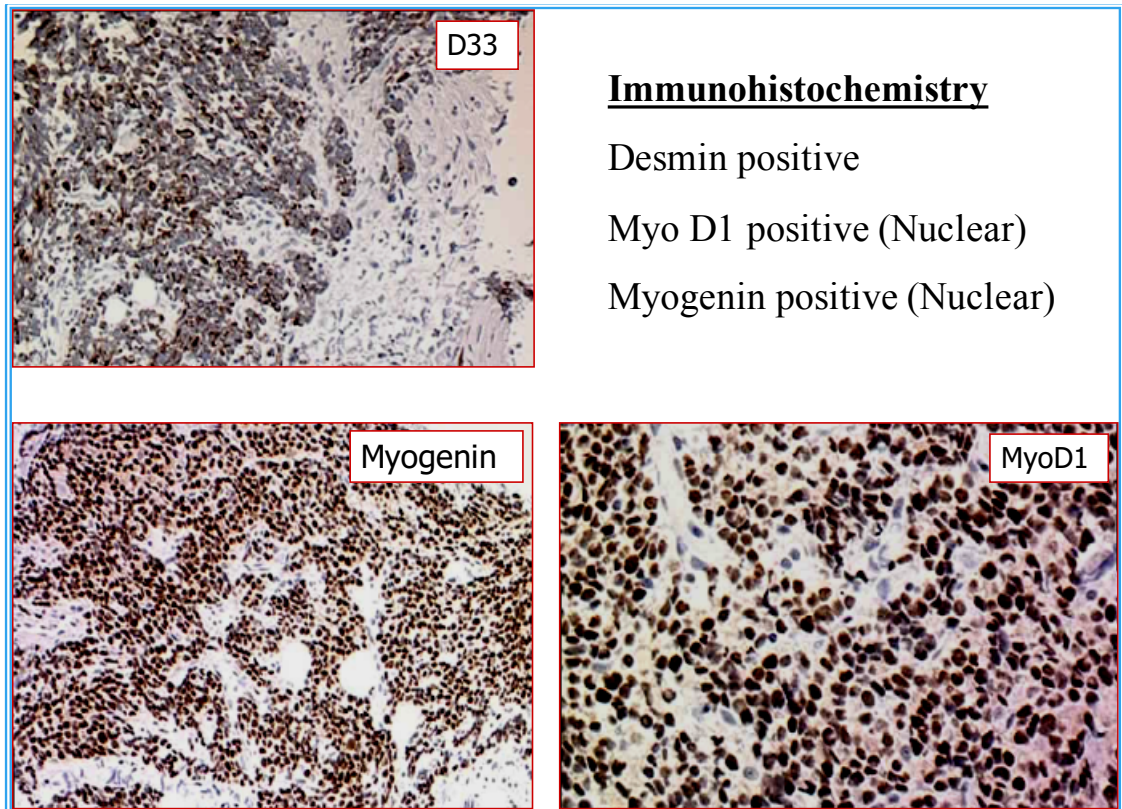 D33
Immunohistochemistry
Desmin positive
Myo D1 positive (Nuclear)
Myogenin positive (Nuclear)
Myogenin
MyoD1